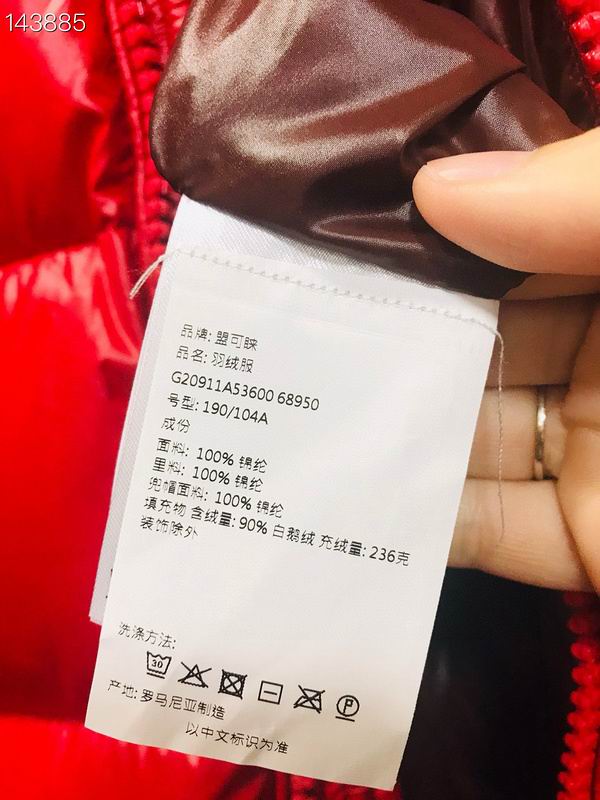 143885
品牌: 盟可睐
品名: 羽绒服
G20911A53600 68950
号型: 190/104A
成份
面料: 100% 锦纶
里料: 100% 锦纶
兜帽面料: 100% 锦纶
填充物 含绒量: 90% 白鹅绒 充绒量: 236克
装饰除外
洗涤方法:
30
P
产地: 罗马尼亚制造
以中文标识为准